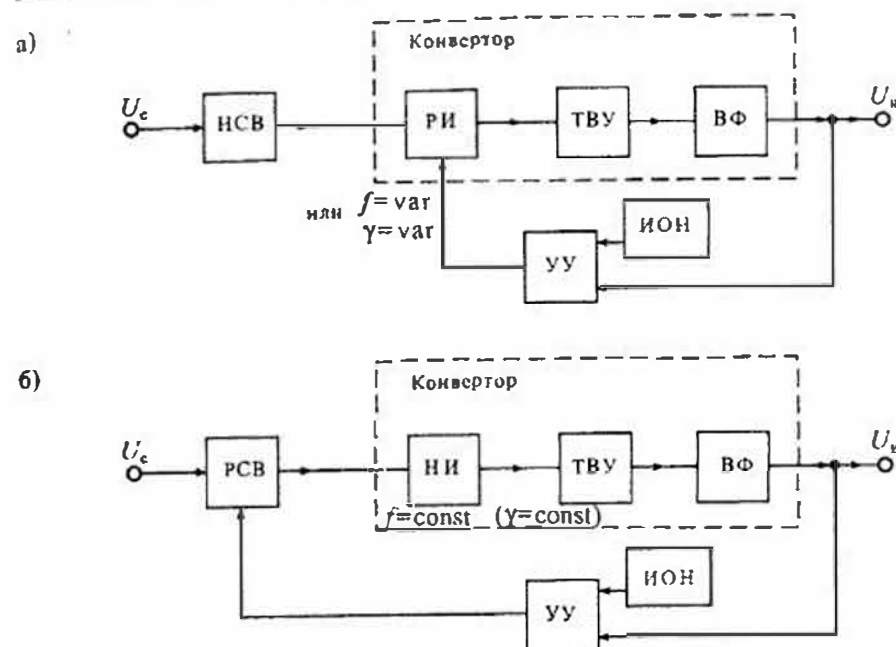 а)
Конвертор
U_c
НСВ
РИ
ТВУ
ВФ
U_н
или f=var
γ=var
ИОН
УУ
б)
Конвертор
U_c
РСВ
НИ
ТВУ
ВФ
U_н
f=const (γ=const)
ИОН
УУ